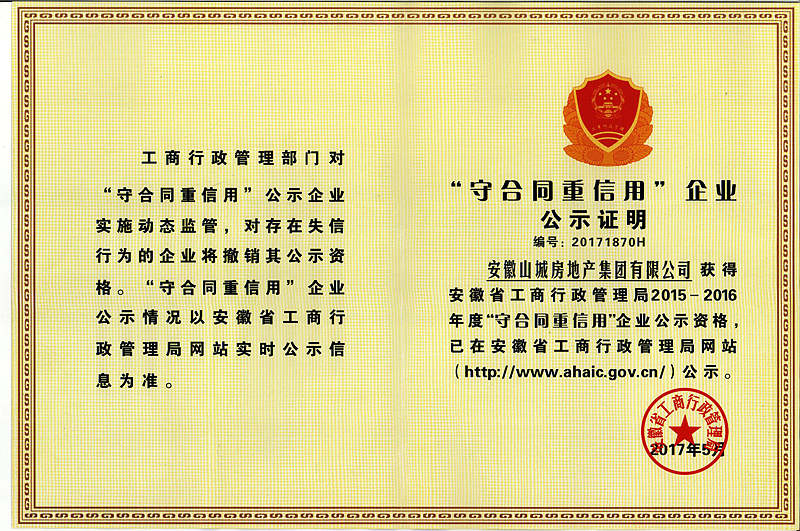 工商行政管理部门对
“守合同重信用”公示企业
实施动态监管，对存在失信
行为的企业将撤销其公示资
格。“守合同重信用”企业
公示情况以安徽省工商行
政管理局网站实时公示信
息为准。
“守合同重信用”企业
公示证明
编号：20171870H
安徽山城房地产集团有限公司获得
安徽省工商行政管理局2015－2016
年度“守合同重信用”企业公示资格，
已在安徽省工商行政管理局网站
（http://www.ahaic.gov.cn/）公示。
安徽省工商行政管理局
2017年5月